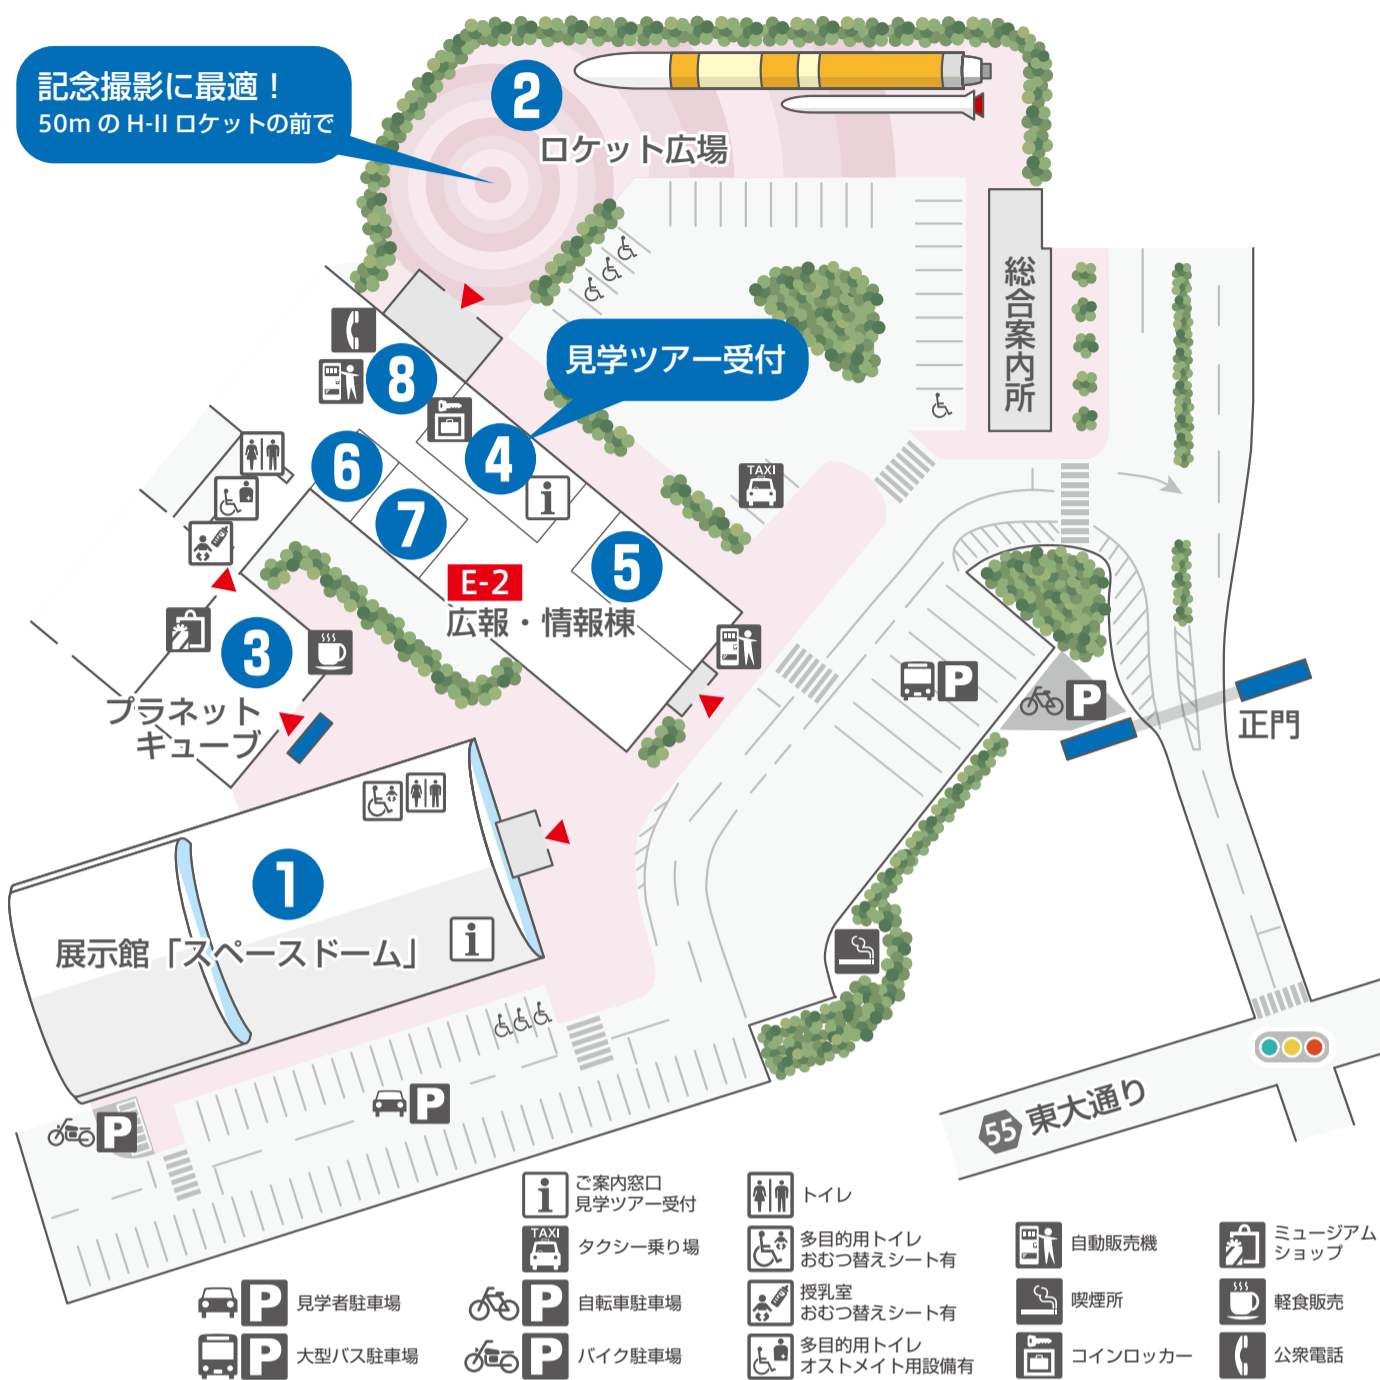 記念撮影に最適！
50m の H-II ロケットの前で
2
ロケット広場
総合案内所
見学ツアー受付
8
4
6
7
i
5
TAXI
E-2
広報・情報棟
3
プラネット
キューブ
P
P
正門
1
展示館「スペースドーム」
i
P
P
55 東大通り
i
ご案内窓口
見学ツアー受付
TAXI
タクシー乗り場
P
見学者駐車場
P
自転車駐車場
P
大型バス駐車場
P
バイク駐車場
トイレ
多目的用トイレ
おむつ替えシート有
授乳室
おむつ替えシート有
多目的用トイレ
オストメイト用設備有
自動販売機
喫煙所
コインロッカー
ミュージアム
ショップ
軽食販売
公衆電話